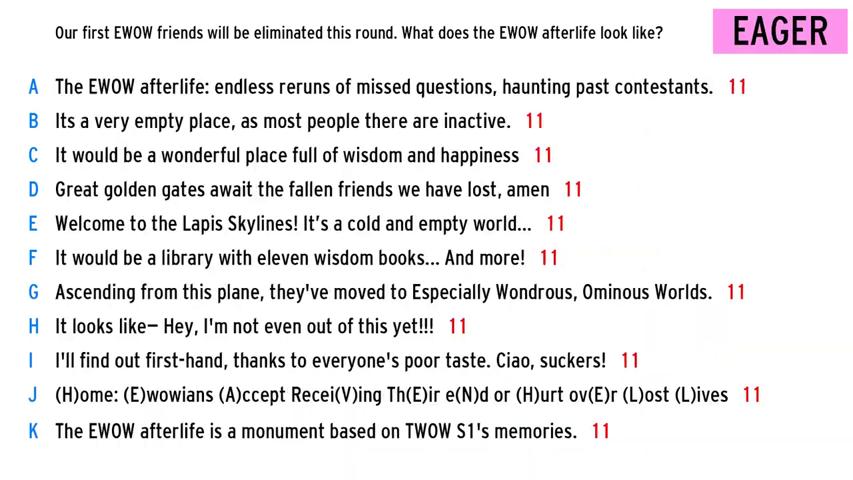 Our first EWOW friends will be eliminated this round. What does the EWOW afterlife look like?
EAGER
A The EWOW afterlife: endless reruns of missed questions, haunting past contestants. 11
B Its a very empty place, as most people there are inactive. 11
C It would be a wonderful place full of wisdom and happiness 11
D Great golden gates await the fallen friends we have lost, amen 11
E Welcome to the Lapis Skylines! It’s a cold and empty world... 11
F It would be a library with eleven wisdom books... And more! 11
G Ascending from this plane, they've moved to Especially Wondrous, Ominous Worlds. 11
H It looks like– Hey, I'm not even out of this yet!!! 11
I I'll find out first-hand, thanks to everyone's poor taste. Ciao, suckers! 11
J (H)ome: (E)wowians (A)ccept Recei(V)ing Th(E)ir e(N)d or (H)urt ov(E)r (L)ost (L)ives 11
K The EWOW afterlife is a monument based on TWOW S1's memories. 11